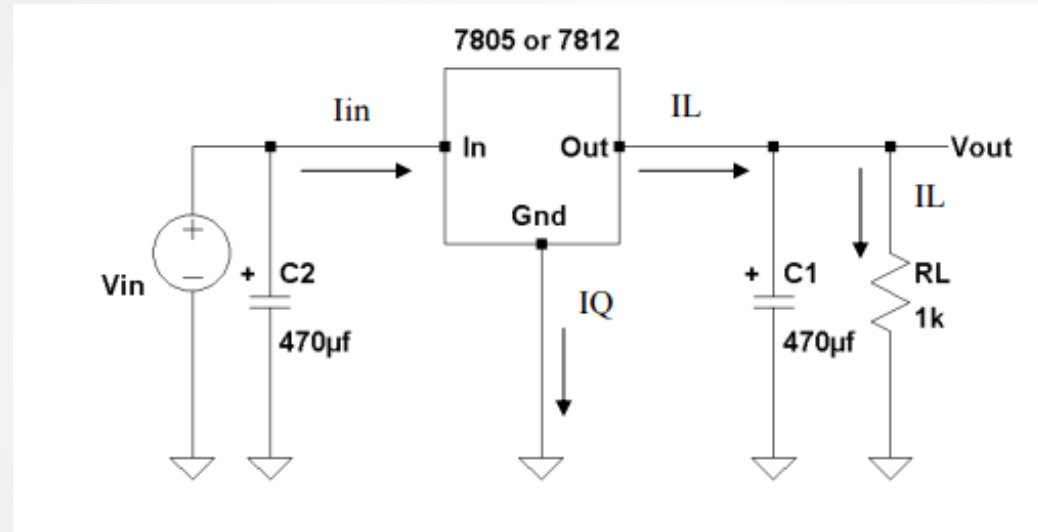 7805 or 7812
Iin
IL
In
Out
Vout
Gnd
IL
Vin
+
−
+ C2
470µf
IQ
+ C1
470µf
RL
1k